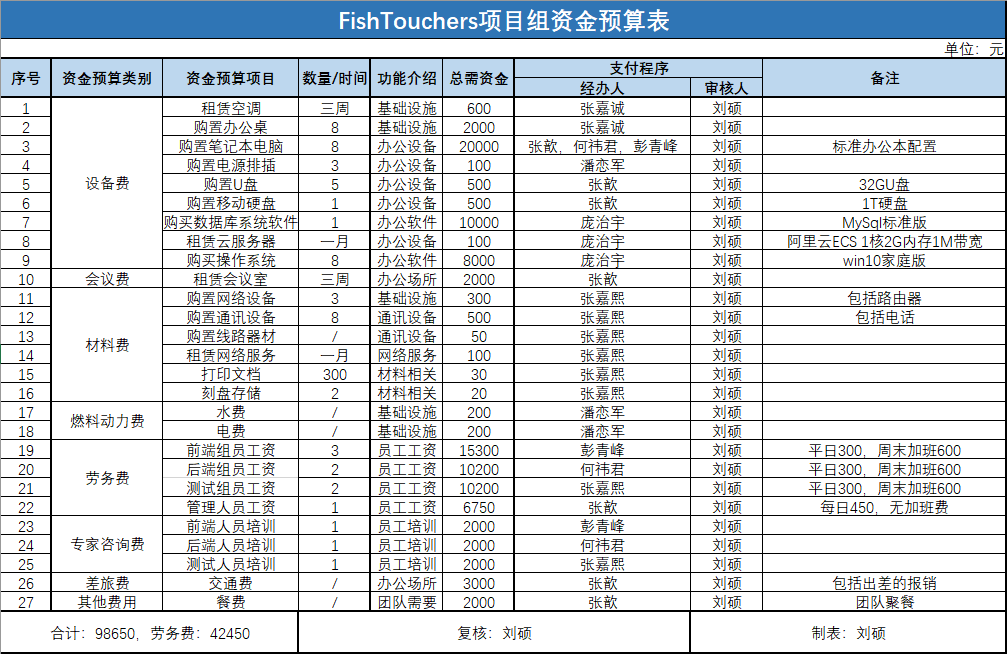 FishTouchers项目组资金预算表
单位：元
序号 资金预算类别 资金预算项目 数量/时间 功能介绍 总需资金 支付程序 备注
经办人 审核人
1 设备费 租赁空调 三周 基础设施 600 张嘉诚 刘硕
2 购置办公桌 8 基础设施 2000 张嘉诚 刘硕
3 购置笔记本电脑 8 办公设备 20000 张歆，何祎君，彭青峰 刘硕 标准办公本配置
4 购置电源排插 3 办公设备 100 潘恋军 刘硕
5 购置U盘 5 办公设备 500 张歆 刘硕 32GU盘
6 购置移动硬盘 1 办公设备 500 张歆 刘硕 1T硬盘
7 购买数据库系统软件 1 办公软件 10000 庞治宇 刘硕 MySql标准版
8 租赁云服务器 一月 办公设备 100 庞治宇 刘硕 阿里云ECS 1核2G内存1M带宽
9 购买操作系统 8 办公软件 8000 庞治宇 刘硕 win10家庭版
10 会议费 租赁会议室 三周 办公场所 2000 张歆 刘硕
11 材料费 购置网络设备 3 基础设施 300 张嘉熙 刘硕 包括路由器
12 购置通讯设备 8 通讯设备 500 张嘉熙 刘硕 包括电话
13 购置线路器材 / 通讯设备 50 张嘉熙 刘硕
14 租赁网络服务 一月 网络服务 100 张嘉熙 刘硕
15 打印文档 300 材料相关 30 张嘉熙 刘硕
16 刻盘存储 2 材料相关 20 张嘉熙 刘硕
17 燃料动力费 水费 / 基础设施 200 潘恋军 刘硕
18 电费 / 基础设施 200 潘恋军 刘硕
19 劳务费 前端组员工资 3 员工工资 15300 彭青峰 刘硕 平日300，周末加班600
20 后端组员工资 2 员工工资 10200 何祎君 刘硕 平日300，周末加班600
21 测试组员工资 2 员工工资 10200 张嘉熙 刘硕 平日300，周末加班600
22 管理人员工资 1 员工工资 6750 张歆 刘硕 每日450，无加班费
23 专家咨询费 前端人员培训 1 员工培训 2000 彭青峰 刘硕
24 后端人员培训 1 员工培训 2000 何祎君 刘硕
25 测试人员培训 1 员工培训 2000 张嘉熙 刘硕
26 差旅费 交通费 / 办公场所 3000 张歆 刘硕 包括出差的报销
27 其他费用 餐费 / 团队需要 2000 张歆 刘硕 团队聚餐
合计：98650，劳务费：42450 复核：刘硕 制表：刘硕